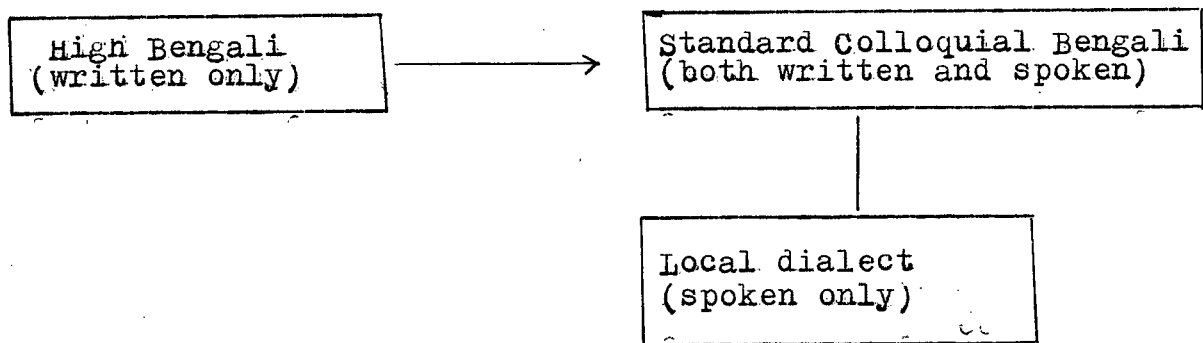 High Bengali
(written only)
Standard Colloquial Bengali
(both written and spoken)
Local dialect
(spoken only)